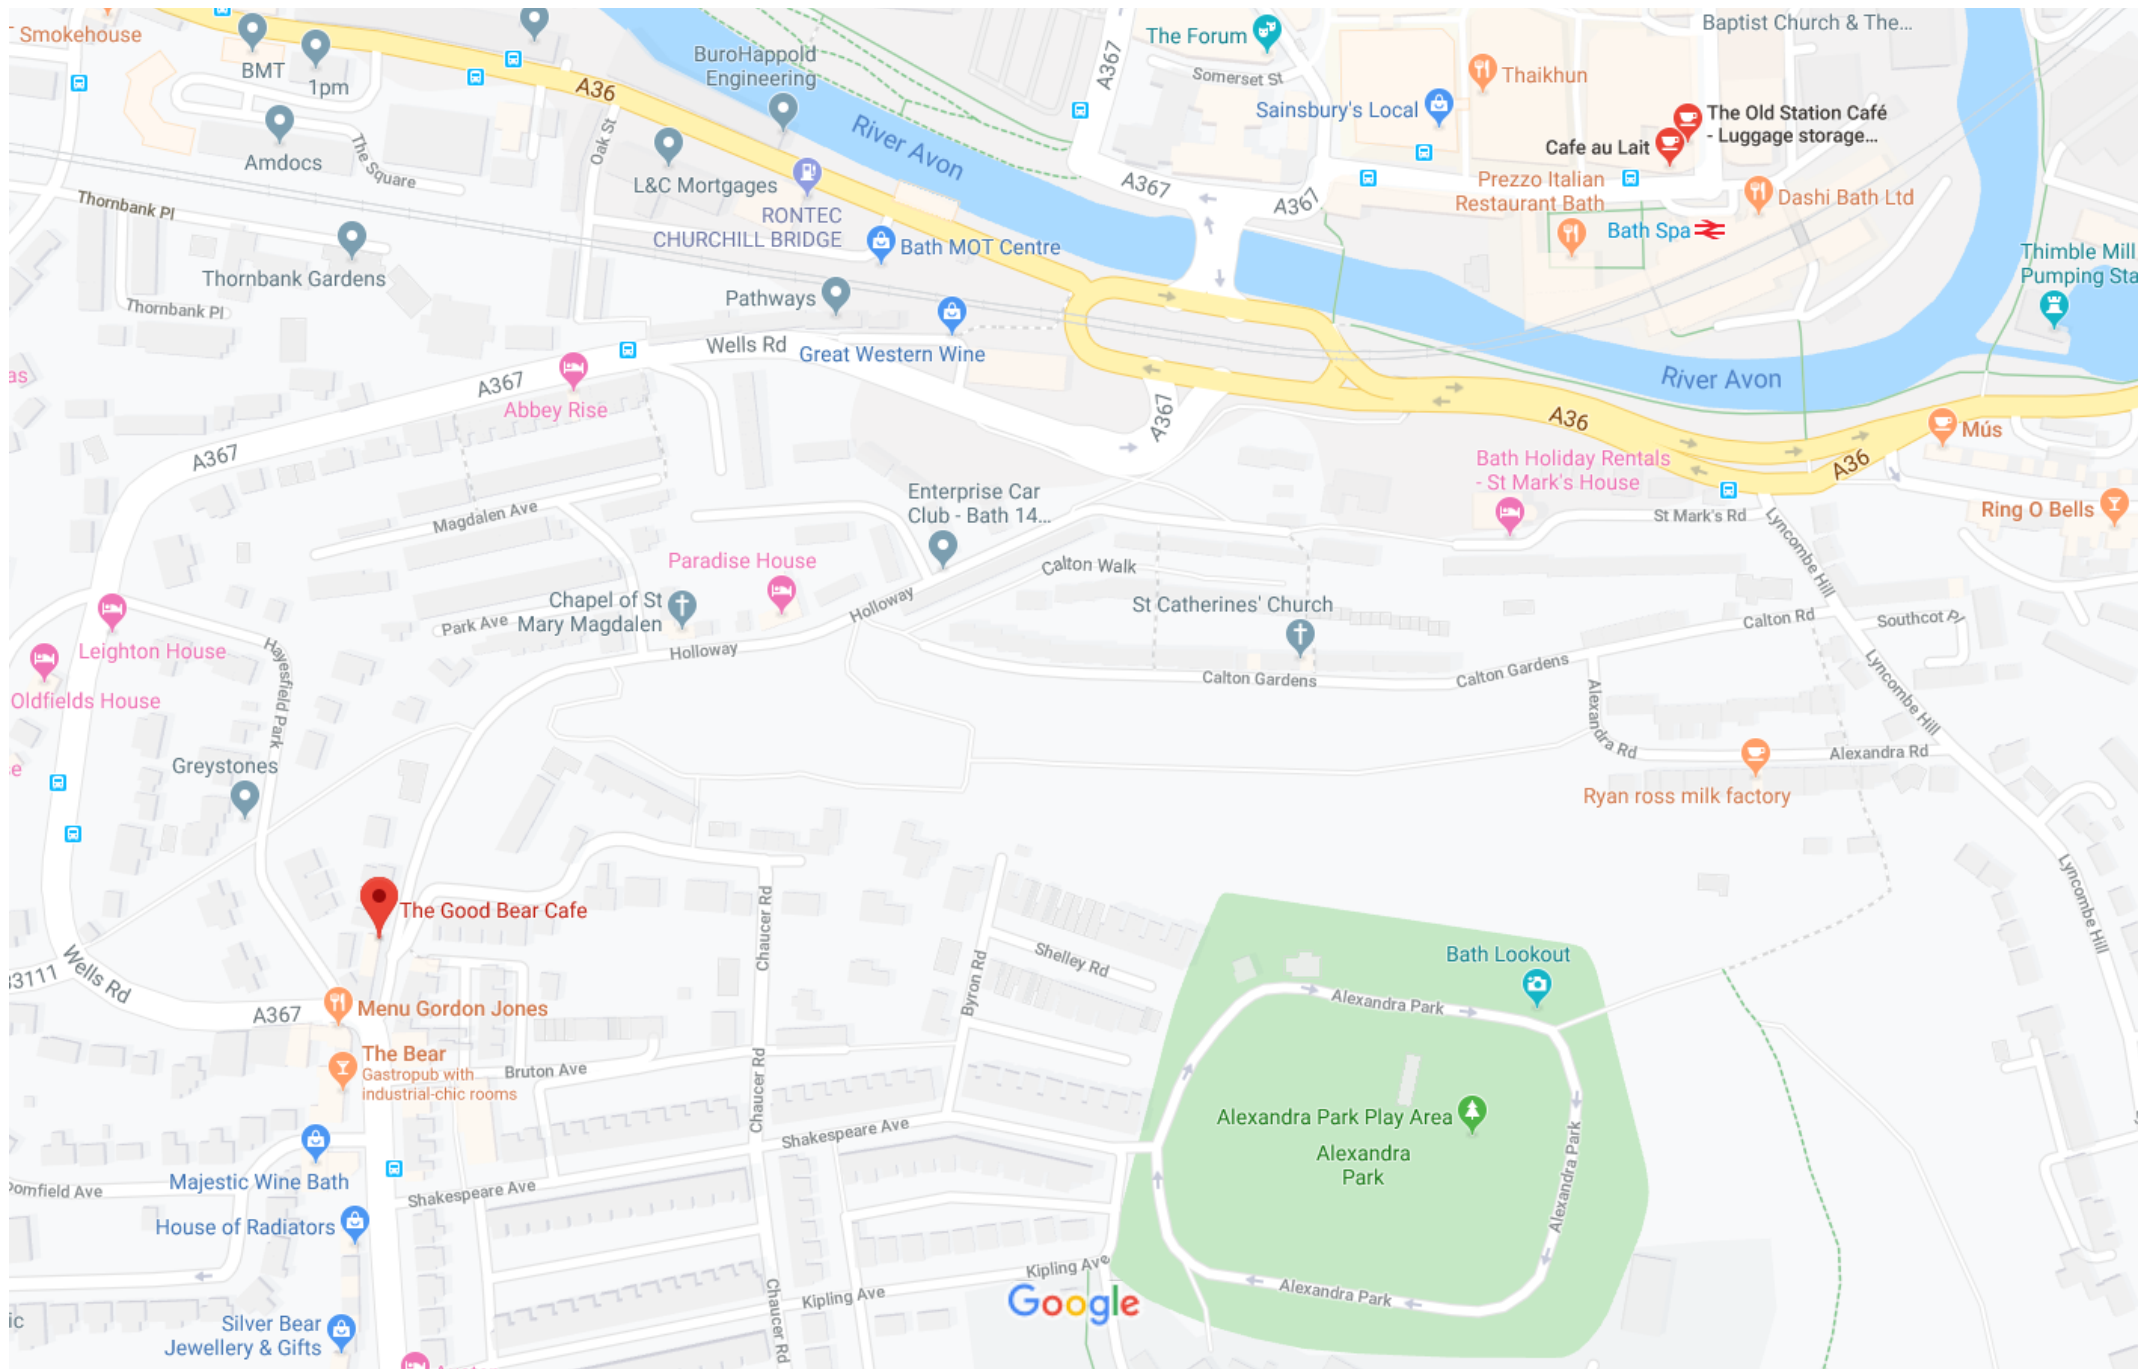 Smokehouse
BMT
1pm
A36
BuroHappold
Engineering
A367
The Forum
Somerset St
Thaikhun
Baptist Church & The...
Sainsbury's Local
The Old Station Café
- Luggage storage...
Cafe au Lait
Amdocs
The Square
Oak St
L&C Mortgages
River Avon
A367
A367
Prezzo Italian
Restaurant Bath
Dashi Bath Ltd
Thornbank Pl
RONTEC
CHURCHILL BRIDGE
Bath MOT Centre
Bath Spa
Thimble Mill
Pumping Sta
Thornbank Gardens
Thornbank Pl
Pathways
Wells Rd
Great Western Wine
as
A367
Abbey Rise
River Avon
A367
A36
Mús
A367
A36
Bath Holiday Rentals
- St Mark's House
Enterprise Car
Club - Bath 14...
Magdalen Ave
St Mark's Rd
Ring O Bells
Lyncombe Hill
Paradise House
Calton Walk
Chapel of St
Mary Magdalen
Park Ave
Holloway
St Catherines' Church
Calton Rd
Southcot Pl
Leighton House
Hayesfield Park
Holloway
Calton Gardens
Calton Gardens
Lyncombe Hill
Oldfields House
Alexandra Rd
Alexandra Rd
se
Greystones
Ryan ross milk factory
Lyncombe Hill
The Good Bear Cafe
Chaucer Rd
Shelley Rd
Byron Rd
Bath Lookout
B3111
Wells Rd
A367
Menu Gordon Jones
Alexandra Park
The Bear
Gastropub with
industrial-chic rooms
Bruton Ave
Chaucer Rd
Shakespeare Ave
Alexandra Park Play Area
Alexandra
Park
Alexandra Park
Majestic Wine Bath
Shakespeare Ave
House of Radiators
Kipling Ave
Kipling Ave
Chaucer Rd
Alexandra Park
Google
ic
Silver Bear
Jewellery & Gifts